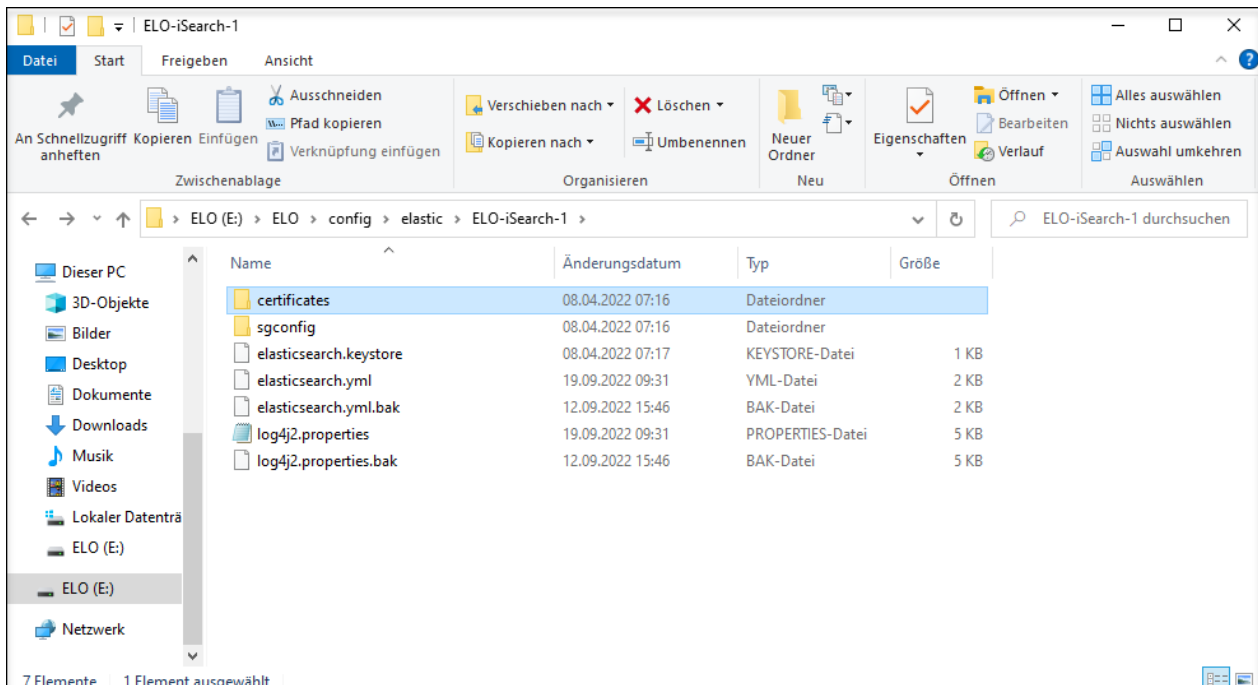 ELO-iSearch-1
Datei Start Freigeben Ansicht
An Schnellzugriff anheften
Kopieren
Einfügen
Ausschneiden
Pfad kopieren
Verknüpfung einfügen
Zwischenablage
Verschieben nach
Kopieren nach
Löschen
Umbenennen
Organisieren
Neuer Ordner
Neu
Eigenschaften
Öffnen
Bearbeiten
Verlauf
Öffnen
Alles auswählen
Nichts auswählen
Auswahl umkehren
Auswählen
ELO (E:) > ELO > config > elastic > ELO-iSearch-1 >
ELO-iSearch-1 durchsuchen
Dieser PC
3D-Objekte
Bilder
Desktop
Dokumente
Downloads
Musik
Videos
Lokaler Datenträ
ELO (E:)
ELO (E:)
Netzwerk
Name Änderungsdatum Typ Größe
certificates 08.04.2022 07:16 Dateiordner
sgconfig 08.04.2022 07:16 Dateiordner
elasticsearch.keystore 08.04.2022 07:17 KEYSTORE-Datei 1 KB
elasticsearch.yml 19.09.2022 09:31 YML-Datei 2 KB
elasticsearch.yml.bak 12.09.2022 15:46 BAK-Datei 2 KB
log4j2.properties 19.09.2022 09:31 PROPERTIES-Datei 5 KB
log4j2.properties.bak 12.09.2022 15:46 BAK-Datei 5 KB
7 Elemente 1 Element ausgewählt